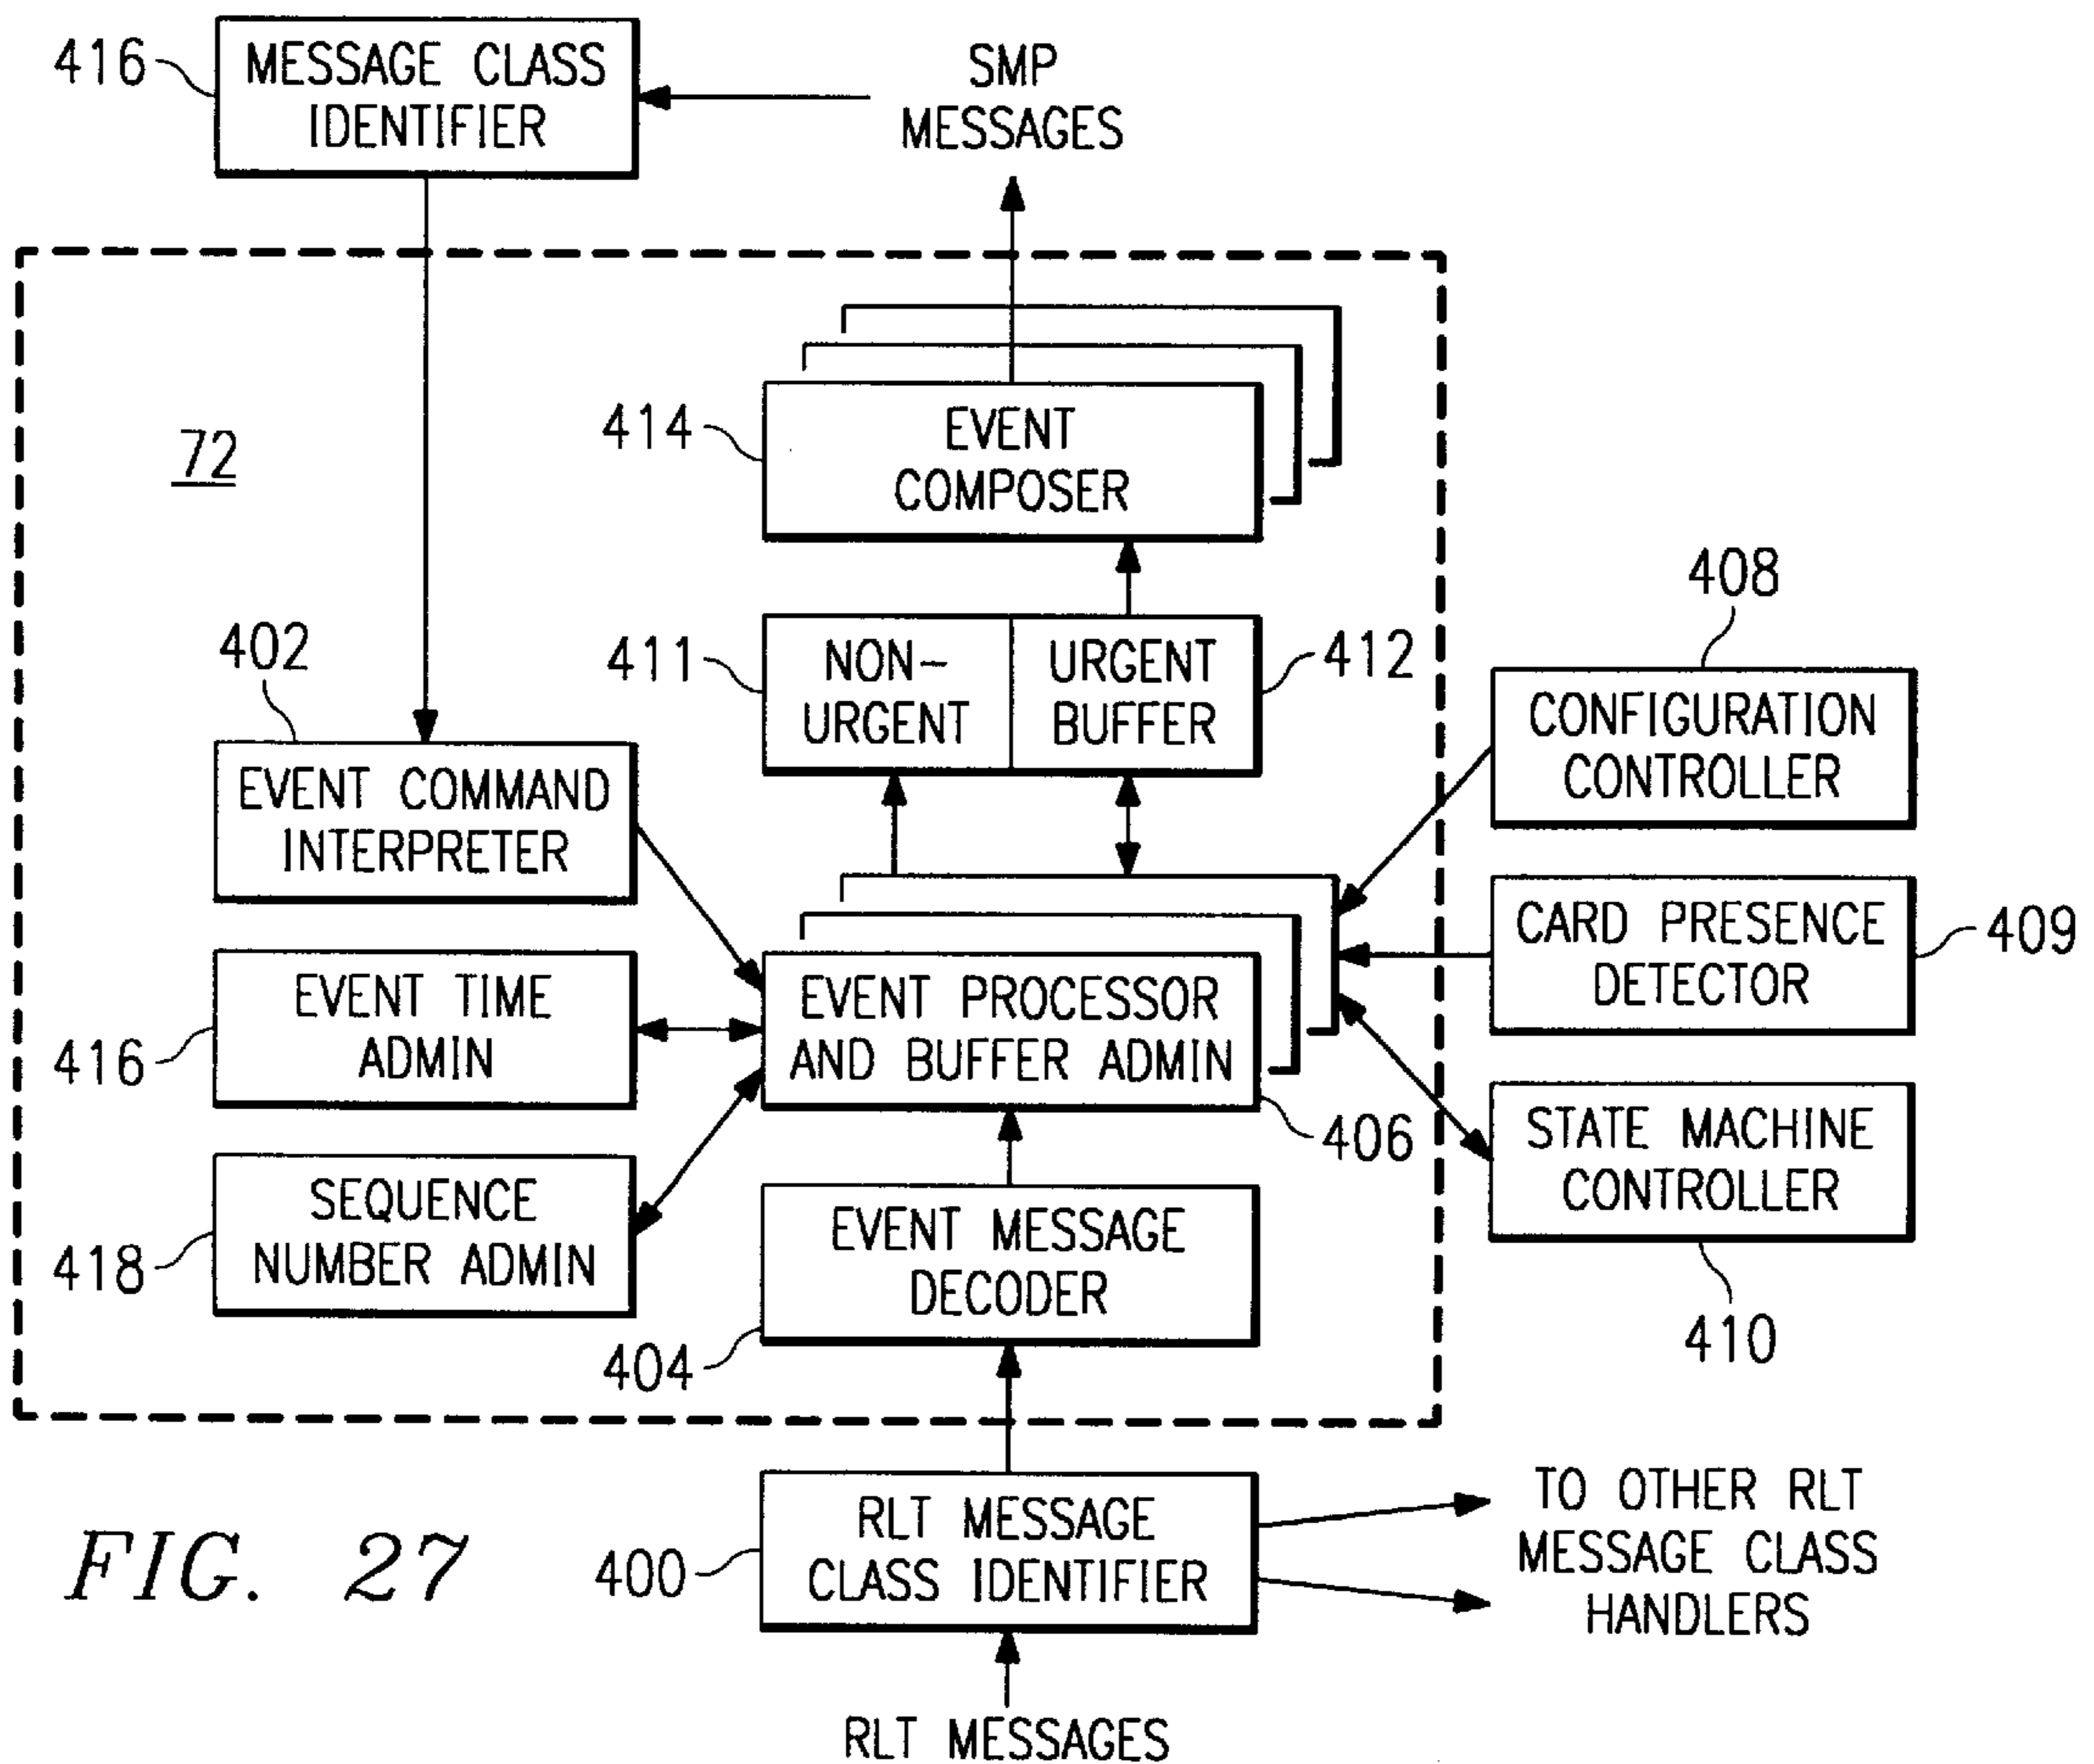 416
MESSAGE CLASS
IDENTIFIER
SMP
MESSAGES
72
414
EVENT
COMPOSER
408
402
411
NON-
URGENT
URGENT
BUFFER
412
CONFIGURATION
CONTROLLER
EVENT COMMAND
INTERPRETER
CARD PRESENCE
DETECTOR
409
416
EVENT TIME
ADMIN
EVENT PROCESSOR
AND BUFFER ADMIN
406
STATE MACHINE
CONTROLLER
410
418
SEQUENCE
NUMBER ADMIN
EVENT MESSAGE
DECODER
404
400
RLT MESSAGE
CLASS IDENTIFIER
TO OTHER RLT
MESSAGE CLASS
HANDLERS
FIG. 27
RLT MESSAGES